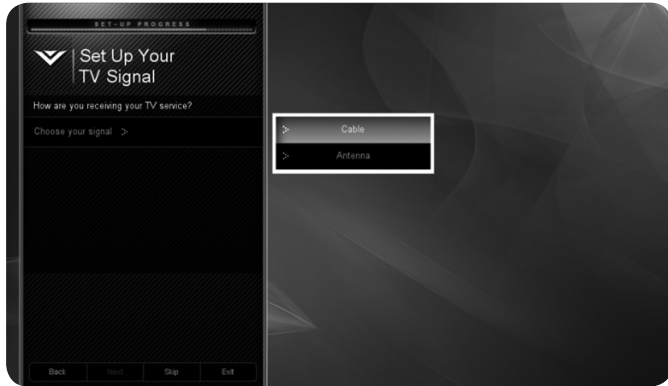 SET-UP PROGRESS
Set Up Your
TV Signal
How are you receiving your TV service?
Choose your signal >
> Cable
> Antenna
Back Next Skip Exit